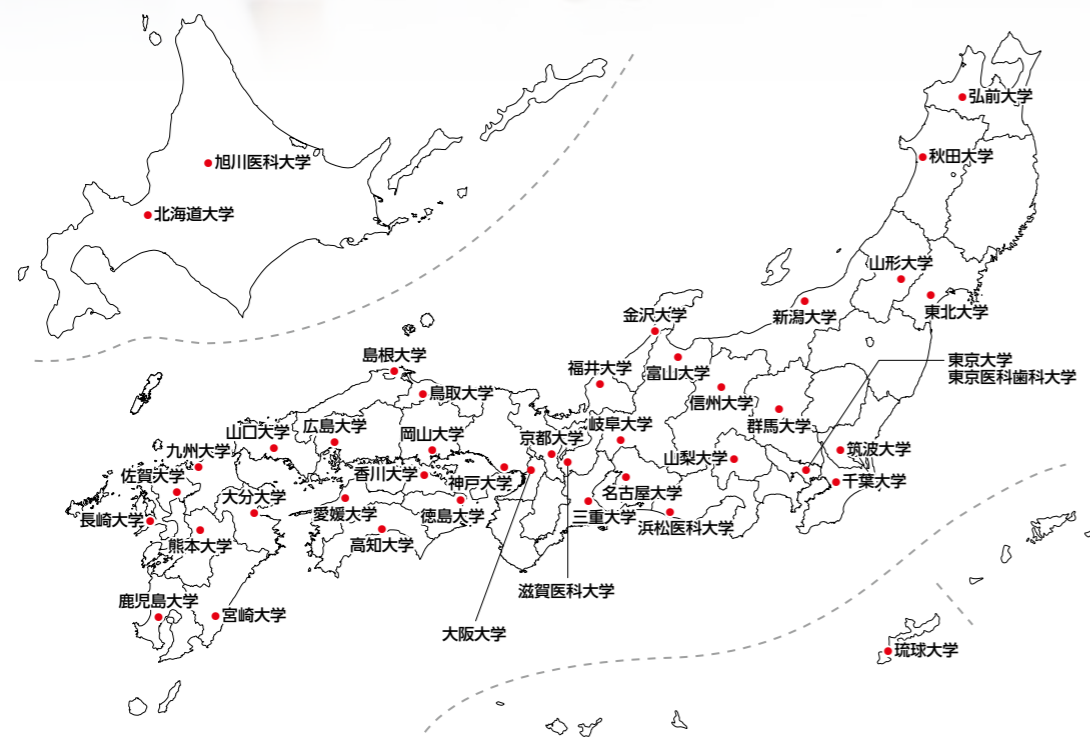 弘前大学
旭川医科大学
秋田大学
北海道大学
山形大学
東北大学
新潟大学
金沢大学
島根大学
福井大学
富山大学
東京大学
東京医科歯科大学
鳥取大学
信州大学
群馬大学
山口大学
広島大学
岡山大学
京都大学
岐阜大学
九州大学
山梨大学
筑波大学
佐賀大学
香川大学
神戸大学
千葉大学
大分大学
名古屋大学
長崎大学
愛媛大学
徳島大学
三重大学
浜松医科大学
熊本大学
高知大学
滋賀医科大学
鹿児島大学
宮崎大学
大阪大学
琉球大学